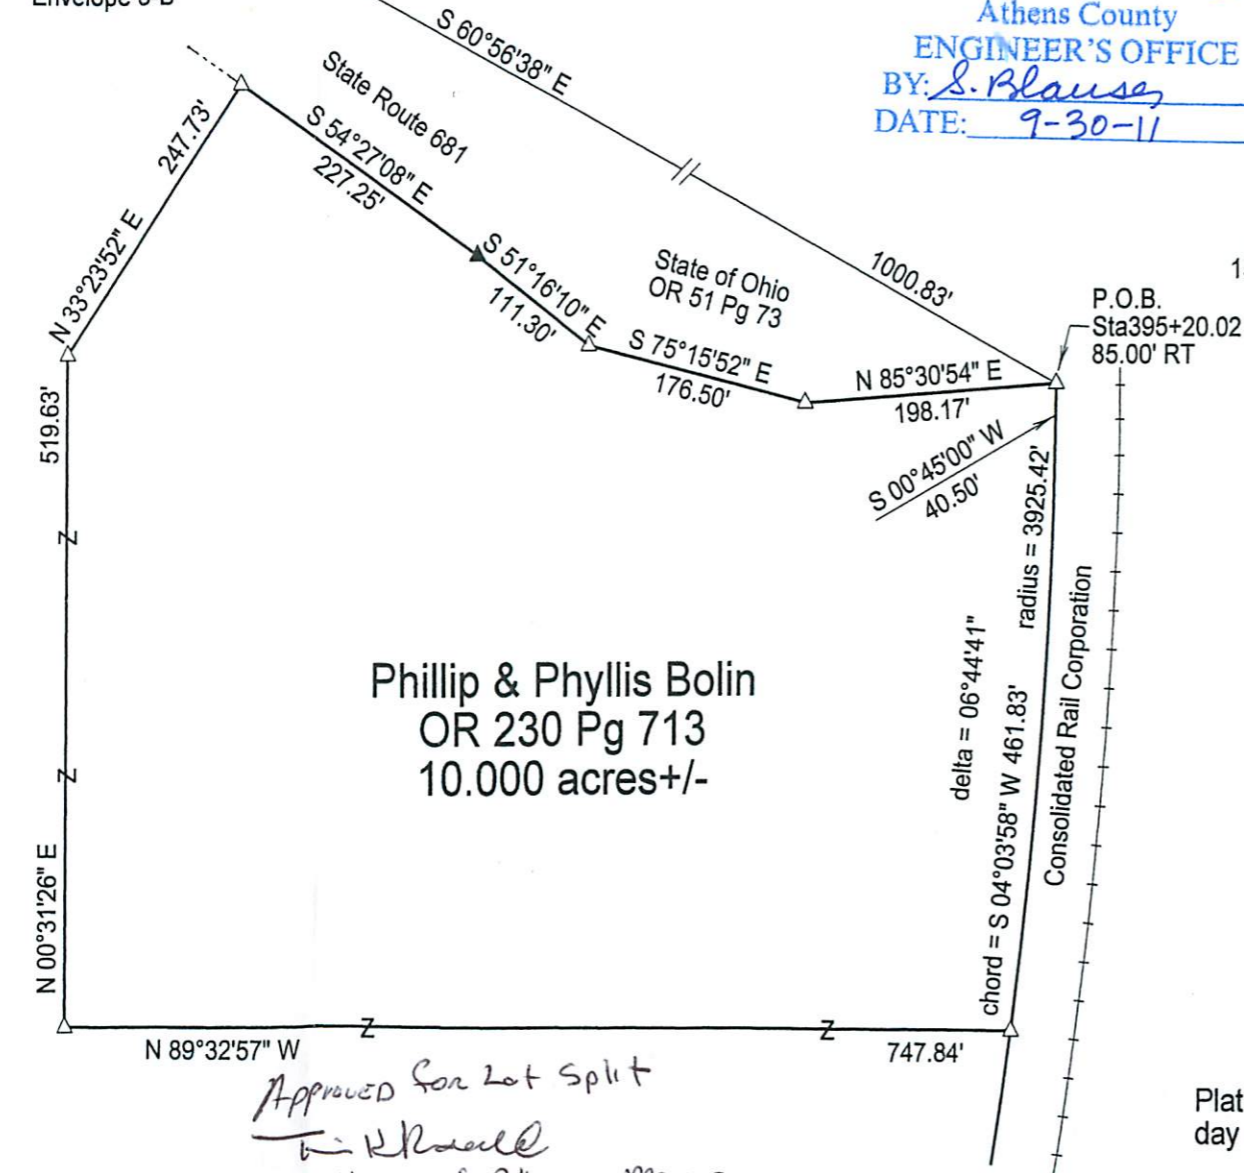 Envelope
S 60°56'38" E
Athens County
ENGINEER'S OFFICE
BY: S. Blauser
DATE: 9-30-11
State Route 681
247.73'
S 54°27'08" E
227.25'
N 33°23'52" E
S 51°16'10" E
111.30'
State of Ohio
OR 51 Pg 73
1000.83'
P.O.B.
Sta395+20.02
85.00' RT
S 75°15'52" E
176.50'
N 85°30'54" E
198.17'
519.63'
S 00°45'00" W
40.50'
radius = 3925.42'
delta = 06°44'41"
chord = S 04°03'58" W 461.83'
Consolidated Rail Corporation
Phillip & Phyllis Bolin
OR 230 Pg 713
10.000 acres+/-
N 00°31'26" E
Z
Z
Z
Z
N 89°32'57" W
747.84'
APPROVED for Lot Split
Plat
day